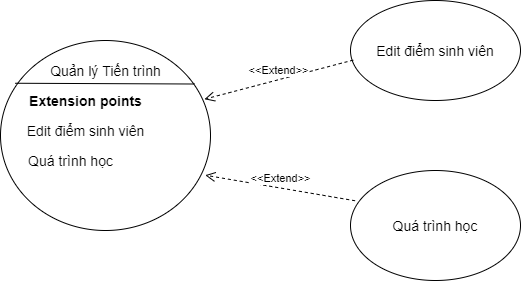 Quản lý Tiến trình
Extension points
Edit điểm sinh viên
Quá trình học
<<Extend>>
Edit điểm sinh viên
<<Extend>>
Quá trình học